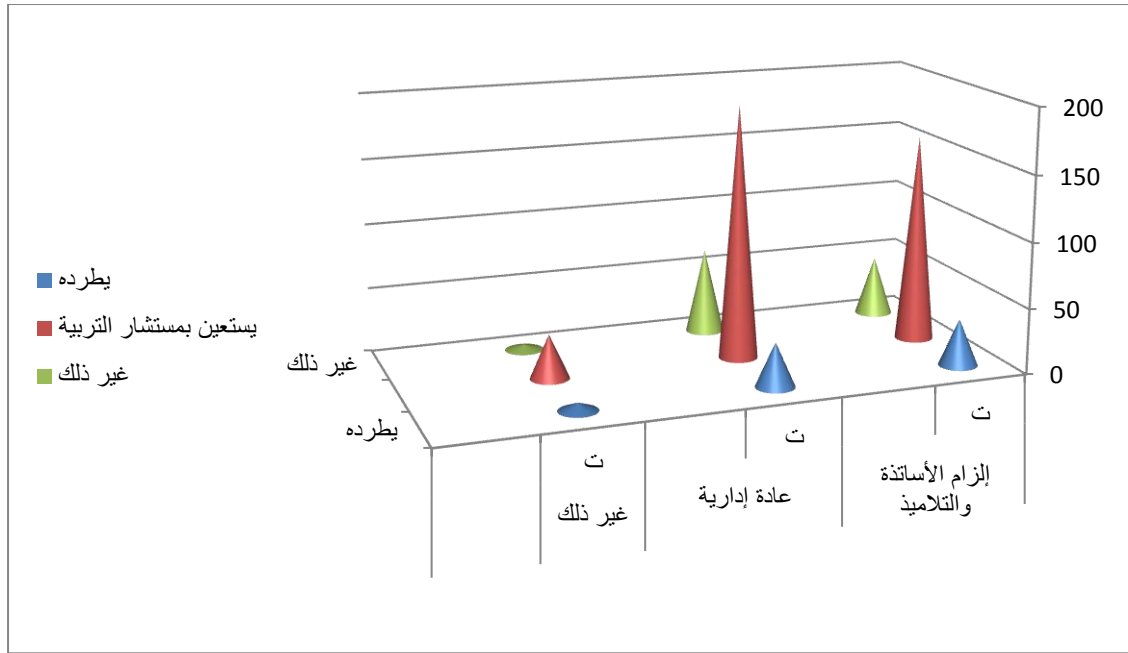 200
150
100
50
0
يطرده
يستعين بمستشار التربية
غير ذلك
غير ذلك
يطرده
ت
ت
ت
إلزام الأساتذة
والتلاميذ
عادة إدارية
غير ذلك